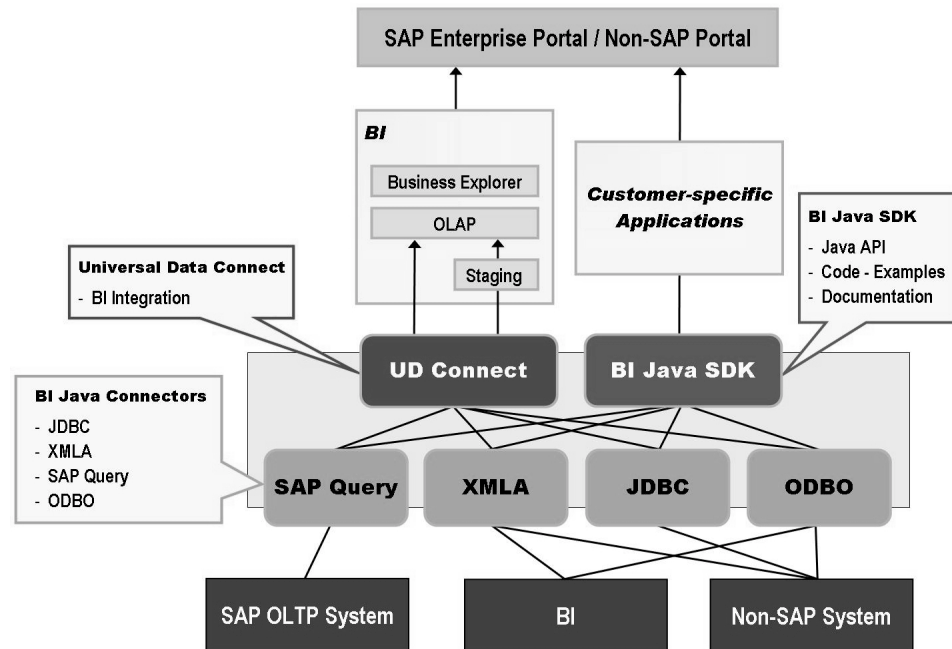 SAP Enterprise Portal / Non-SAP Portal
BI
Business Explorer
OLAP
Staging
Customer-specific
Applications
BI Java SDK
- Java API
- Code - Examples
- Documentation
Universal Data Connect
- BI Integration
UD Connect
BI Java SDK
BI Java Connectors
- JDBC
- XMLA
- SAP Query
- ODBO
SAP Query
XMLA
JDBC
ODBO
SAP OLTP System
BI
Non-SAP System